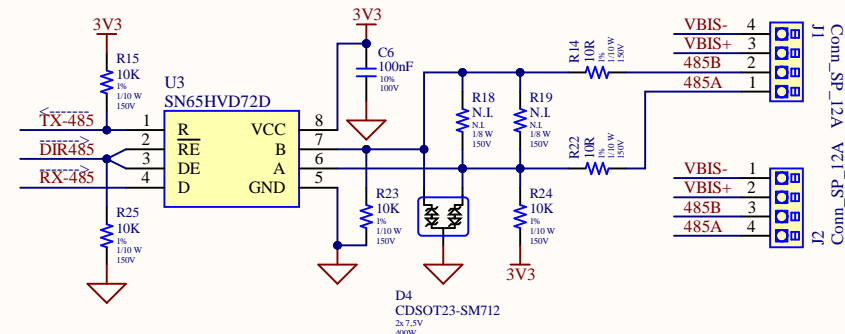 3V3
R15
10K
1%
1/10 W
150V
TX-485
DIR485
RX-485
R25
10K
1%
1/10 W
150V
U3
SN65HVD72D
1 R VCC 8
2 RE B 7
3 DE A 6
4 D GND 5
3V3
C6
100nF
10%
100V
R23
10K
1%
1/10 W
150V
D4
CDSOT23-SM712
2x 7,5V
400W
R18
N.I.
N.I.
1/8 W
150V
R19
N.I.
N.I.
1/8 W
150V
R24
10K
1%
1/10 W
150V
3V3
R14
10R
1%
1/10 W
150V
R22
10R
1%
1/10 W
150V
VBIS- 4
VBIS+ 3
485B 2
485A 1
J1
Conn_SP_12A
VBIS- 1
VBIS+ 2
485B 3
485A 4
J2
Conn_SP_12A